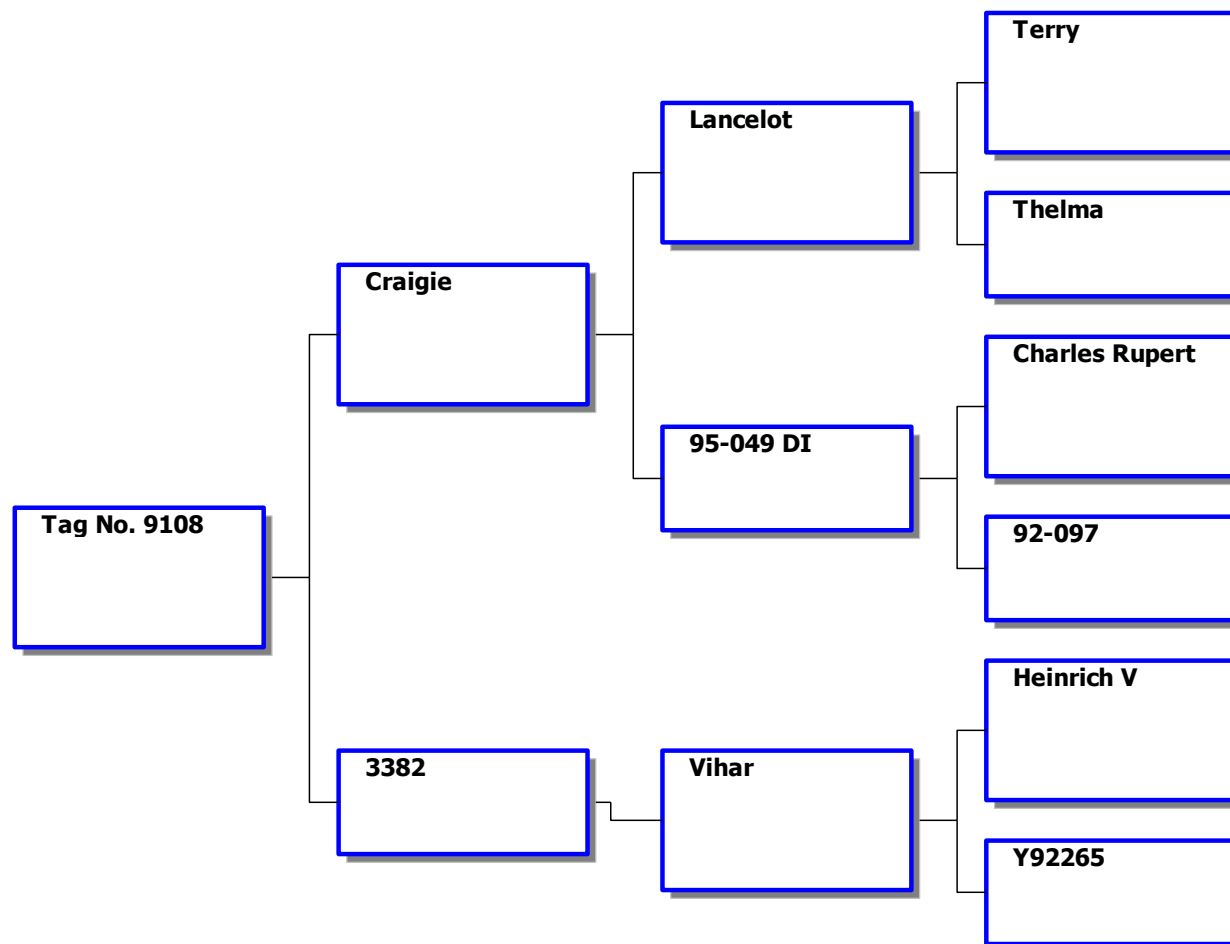 Terry
Lancelot
Thelma
Craigie
Charles Rupert
95-049 DI
92-097
Tag No. 9108
Heinrich V
3382
Vihar
Y92265